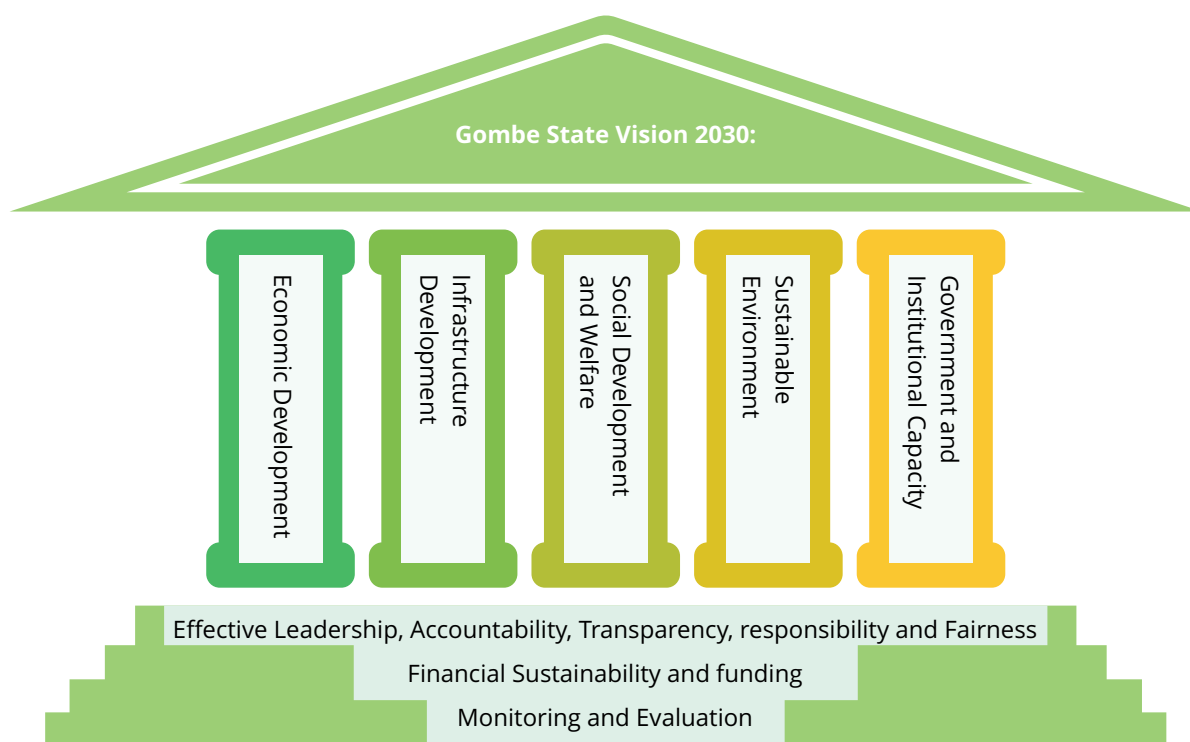 Gombe State Vision 2030:
Economic Development
Infrastructure
Development
Social Development
and Welfare
Sustainable
Environment
Government and
Institutional Capacity
Effective Leadership, Accountability, Transparency, responsibility and Fairness
Financial Sustainability and funding
Monitoring and Evaluation